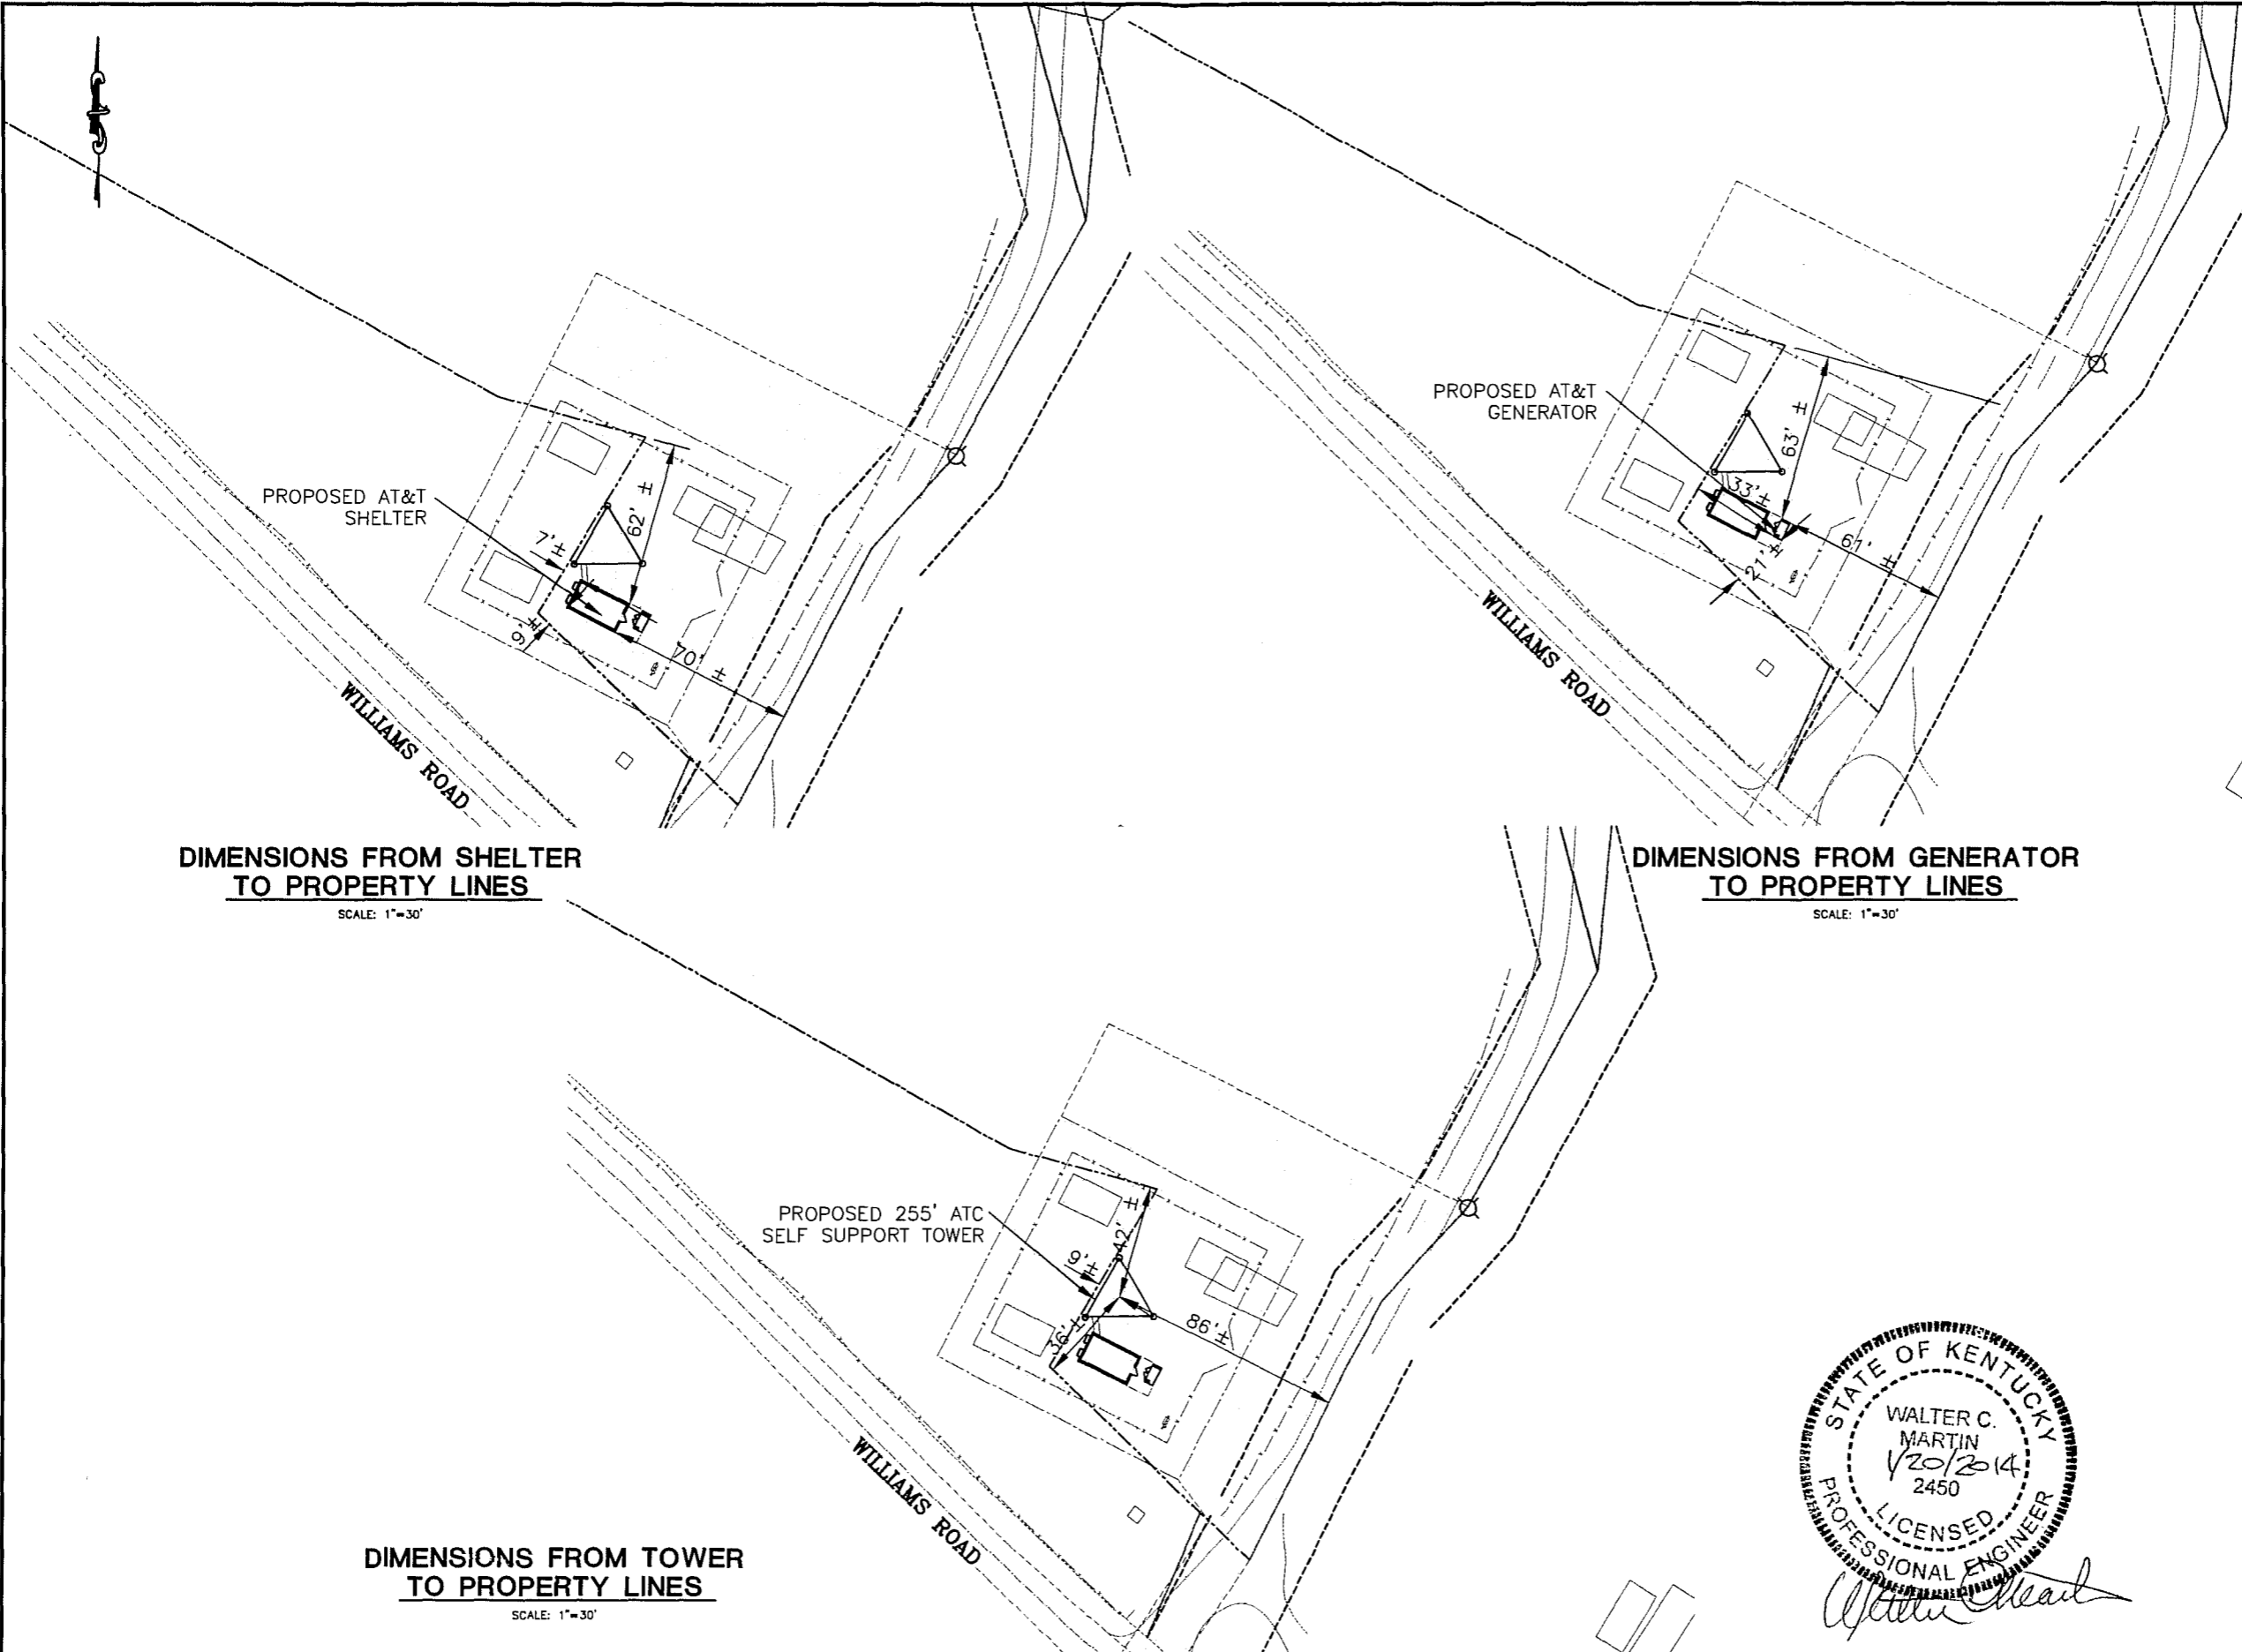 PROPOSED AT&T
SHELTER
7'±
62' ±
9'±
70' ±
WILLIAMS ROAD
DIMENSIONS FROM SHELTER
TO PROPERTY LINES
SCALE: 1"=30'
PROPOSED AT&T
GENERATOR
63' ±
33'±
21'±
61' ±
WILLIAMS ROAD
DIMENSIONS FROM GENERATOR
TO PROPERTY LINES
SCALE: 1"=30'
PROPOSED 255' ATC
SELF SUPPORT TOWER
42' ±
9'±
36'±
86'±
WILLIAMS ROAD
DIMENSIONS FROM TOWER
TO PROPERTY LINES
SCALE: 1"=30'
STATE OF KENTUCKY
WALTER C.
MARTIN
1/20/2014
2450
LICENSED
PROFESSIONAL ENGINEER